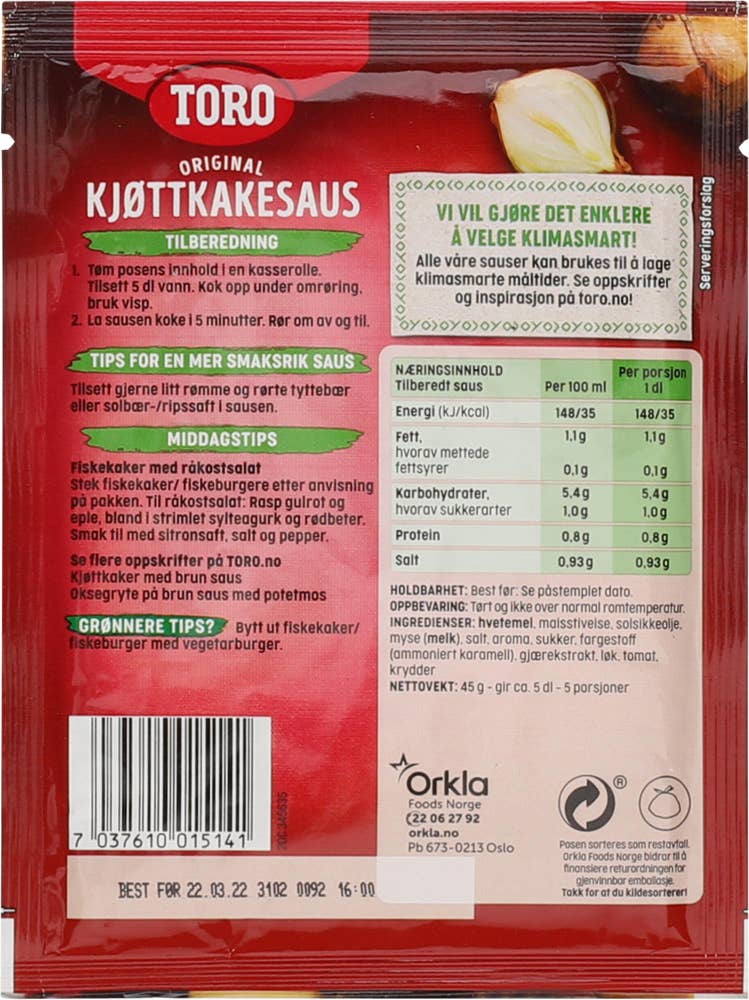 TORO
ORIGINAL
KJØTTKAKESAUS
TILBEREDNING
1. Tøm posens innhold i en kasserolle.
Tilsett 5 dl vann. Kok opp under omrøring,
bruk visp.
2. La sausen koke i 5 minutter. Rør om av og til.
TIPS FOR EN MER SMAKSRIK SAUS
Tilsett gjerne litt rømme og rørte tyttebær
eller solbær-/ripssaft i sausen.
MIDDAGSTIPS
Fiskekaker med råkostsalat
Stek fiskekaker/ fiskeburgere etter anvisning
på pakken. Til råkostsalat: Rasp gulrot og
eple, bland i strimlet sylteagurk og rødbeter.
Smak til med sitronsaft, salt og pepper.
Se flere oppskrifter på TORO.no
Kjøttkaker med brun saus
Oksegryte på brun saus med potetmos
GRØNNERE TIPS? Bytt ut fiskekaker/
fiskeburger med vegetarburger.
VI VIL GJØRE DET ENKLERE
Å VELGE KLIMASMART!
Alle våre sauser kan brukes til å lage
klimasmarte måltider. Se oppskrifter
og inspirasjon på toro.no!
Serveringsforslag
NÆRINGSINNHOLD
Tilberedt saus Per 100 ml Per porsjon 1 dl
Energi (kJ/kcal) 148/35 148/35
Fett, 1,1g 1,1g
hvorav mettede
fettsyrer 0,1g 0,1g
Karbohydrater, 5,4g 5,4g
hvorav sukkerarter 1,0g 1,0g
Protein 0,8g 0,8g
Salt 0,93g 0,93g
HOLDBARHET: Best før: Se påstemplet dato.
OPPBEVARING: Tørt og ikke over normal romtemperatur.
INGREDIENSER: hvetemel, maisstivelse, solsikkeolje,
myse (melk), salt, aroma, sukker, fargestoff
(ammoniert karamell), gjærekstrakt, løk, tomat,
krydder
NETTOVEKT: 45 g - gir ca. 5 dl - 5 porsjoner
Orkla
Foods Norge
22 06 27 92
orkla.no
Pb 673-0213 Oslo
®
Posen sorteres som restavfall.
Orkla Foods Norge bidrar til å
finansiere returordningen for
gjenvinnbar emballasje.
Takk for at du kildesorterer!
7 037610 015141
BEST FØR 22.03.22 3102 0092 16:00